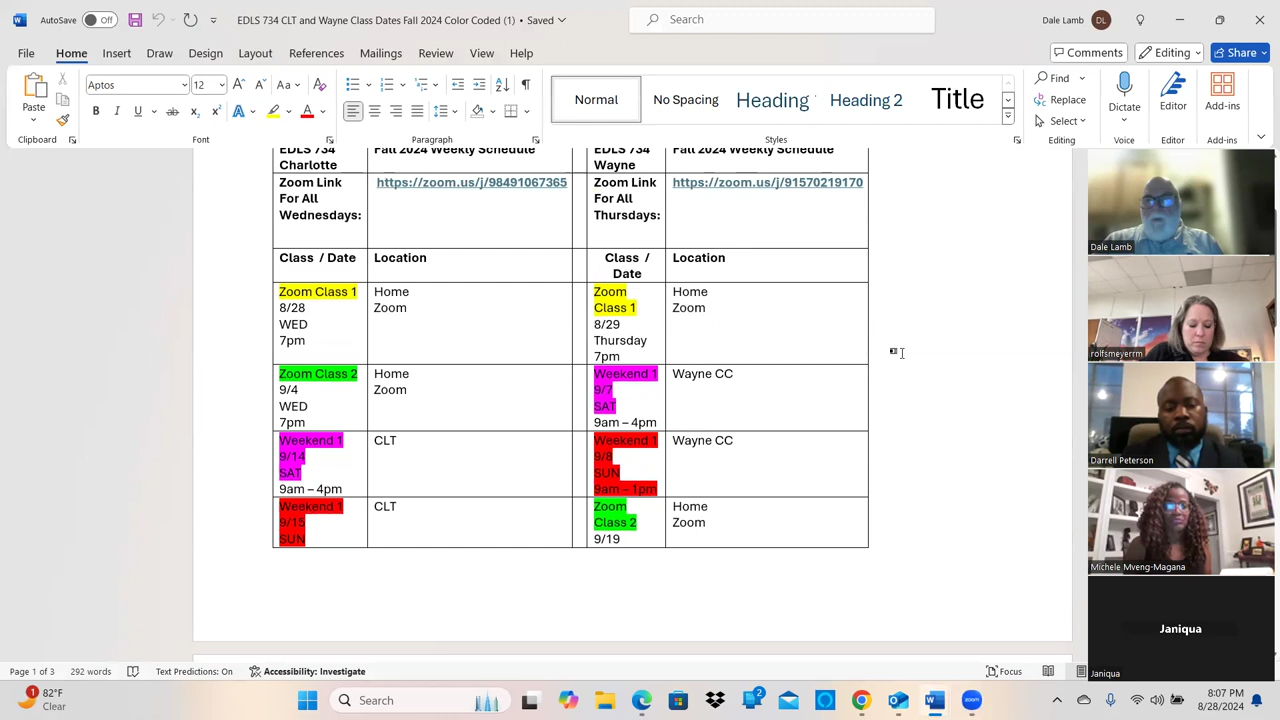 AutoSave Off EDLS 734 CLT and Wayne Class Dates Fall 2024 Color Coded (1) • Saved Search Dale Lamb DL
File Home Insert Draw Design Layout References Mailings Review View Help Comments Editing Share
Paste Aptos 12 Aa Normal No Spacing Heading Heading 2 Title Find Replace Select Dictate Editor Add-ins
Clipboard Font Paragraph Styles Editing Voice Editor Add-ins
EDLS 734 Fall 2024 Weekly Schedule EDLS 734 Fall 2024 Weekly Schedule
Charlotte Wayne
Zoom Link https://zoom.us/j/98491067365 Zoom Link https://zoom.us/j/91570219170
For All For All
Wednesdays: Thursdays:
Class / Date Location Class / Location
Date
Zoom Class 1 Home Zoom Home
8/28 Zoom Class 1 Zoom
WED 8/29
7pm Thursday
7pm
Zoom Class 2 Home Weekend 1 Wayne CC
9/4 Zoom 9/7
WED SAT
7pm 9am – 4pm
Weekend 1 CLT Weekend 1 Wayne CC
9/14 9/8
SAT SUN
9am – 4pm 9am – 1pm
Weekend 1 CLT Zoom Home
9/15 Class 2 Zoom
SUN 9/19
Dale Lamb
rolfsmeyerrm
Darrell Peterson
Michele Mveng-Magana
Janiqua
Janiqua
Page 1 of 3 292 words Text Predictions: On Accessibility: Investigate Focus
1 82°F Clear Search 2 zoom 8:07 PM 8/28/2024